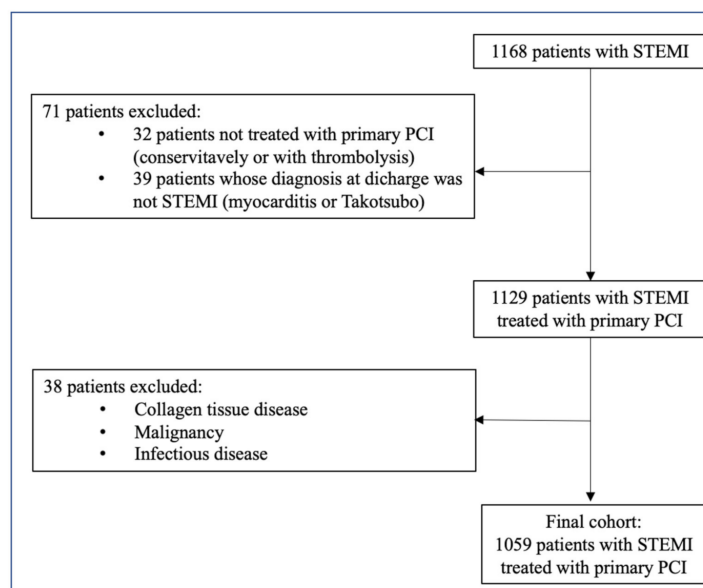 1168 patients with STEMI
71 patients excluded:
• 32 patients not treated with primary PCI
(conservitavely or with thrombolysis)
• 39 patients whose diagnosis at dicharge was
not STEMI (myocarditis or Takotsubo)
1129 patients with STEMI
treated with primary PCI
38 patients excluded:
• Collagen tissue disease
• Malignancy
• Infectious disease
Final cohort:
1059 patients with STEMI
treated with primary PCI